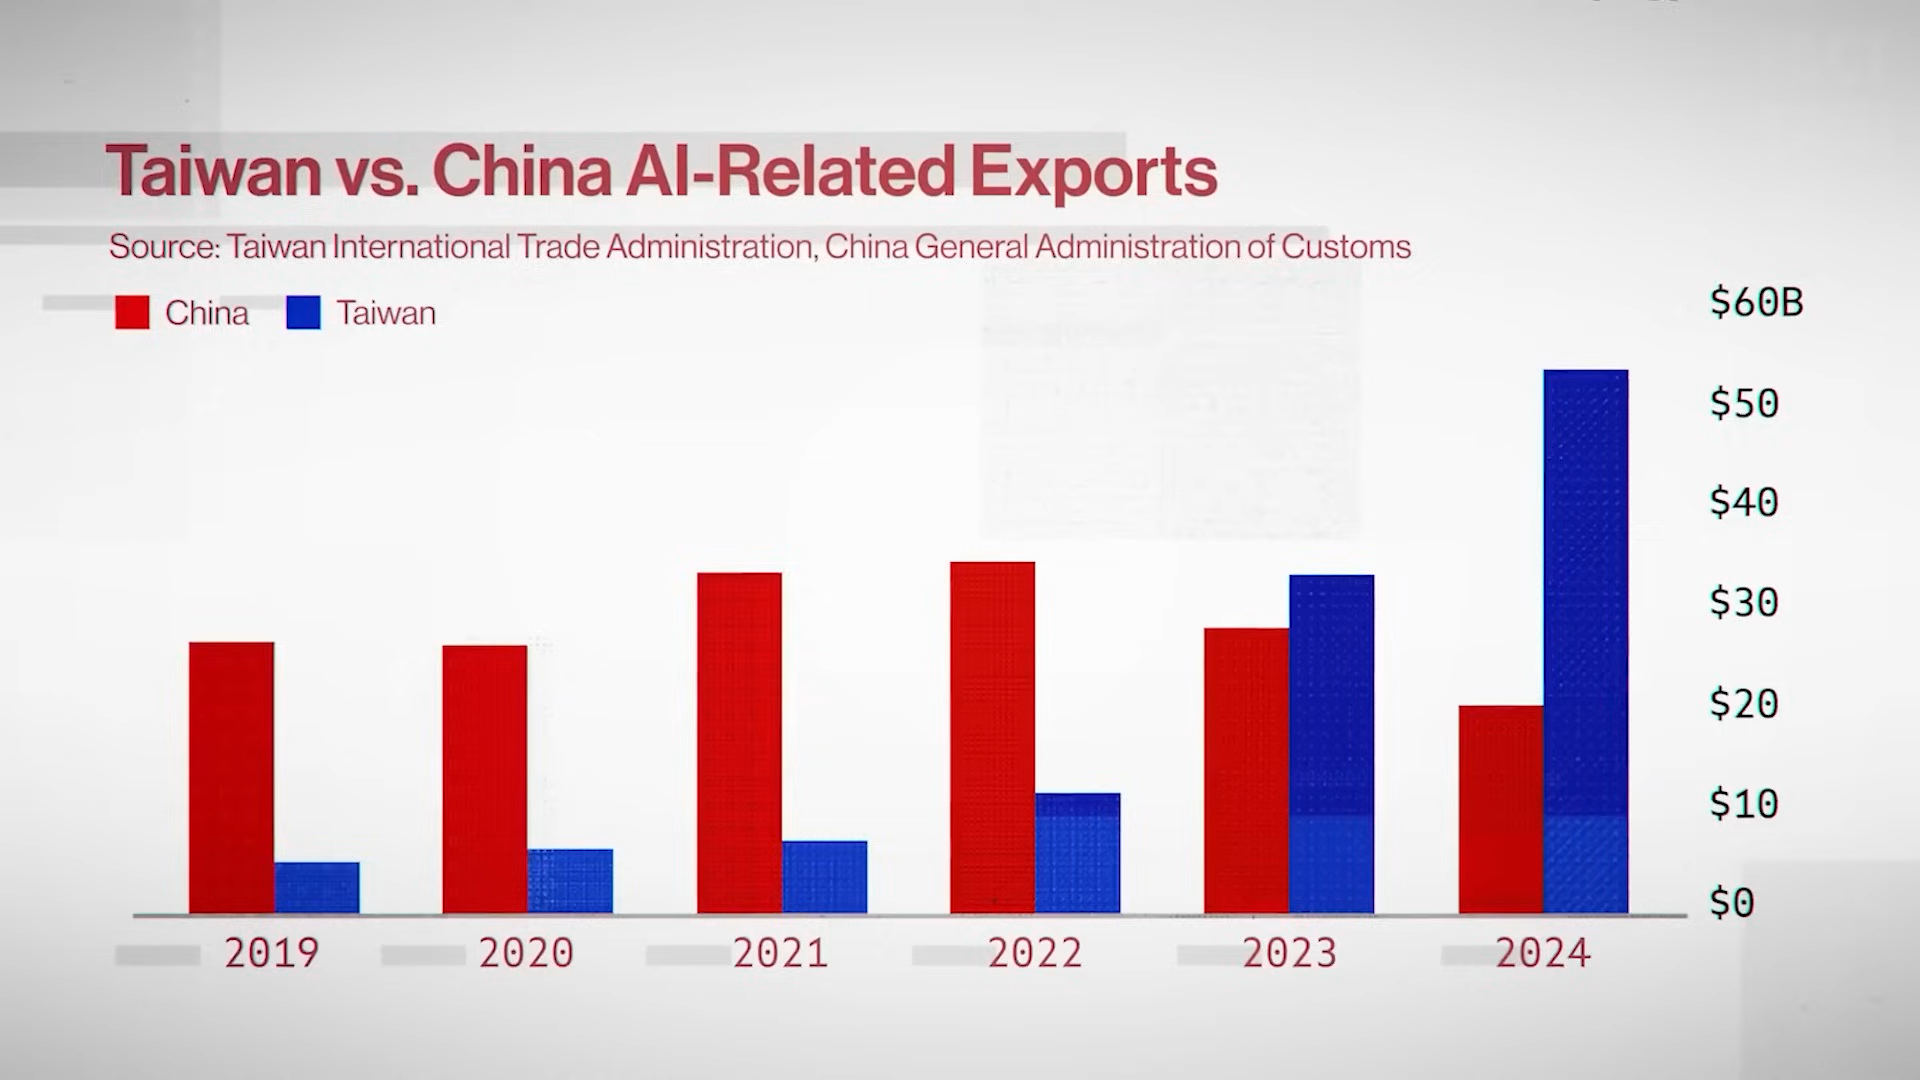 Taiwan vs. China AI-Related Exports
Source: Taiwan International Trade Administration, China General Administration of Customs
China Taiwan
$60B
$50
$40
$30
$20
$10
$0
2019 2020 2021 2022 2023 2024